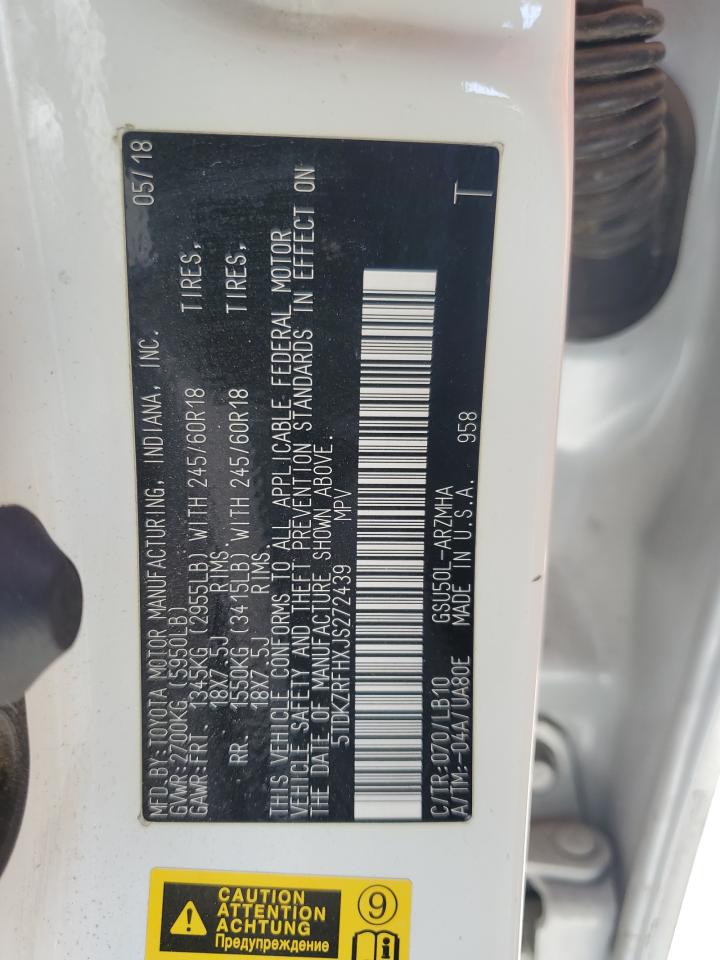 MFD.BY:TOYOTA MOTOR MANUFACTURING, INDIANA, INC. 05/18
GVWR:2700KG (5950LB)
GAWR:FRT 1345KG (2955LB) WITH 245/60R18 TIRES,
18X7.5J RIMS.
RR. 1550KG (3415LB) WITH 245/60R18 TIRES,
18X7.5J RIMS.
THIS VEHICLE CONFORMS TO ALL APPLICABLE FEDERAL MOTOR
VEHICLE SAFETY AND THEFT PREVENTION STANDARDS IN EFFECT ON
THE DATE OF MANUFACTURE SHOWN ABOVE.
5TDKZRFHXJS272439 MPV
C/TR:070/LB10 GSU50L-ARZMHA
A/TM:-04A/UA80E MADE IN U.S.A. 958 T
CAUTION
ATTENTION
ACHTUNG
Предупреждение
9